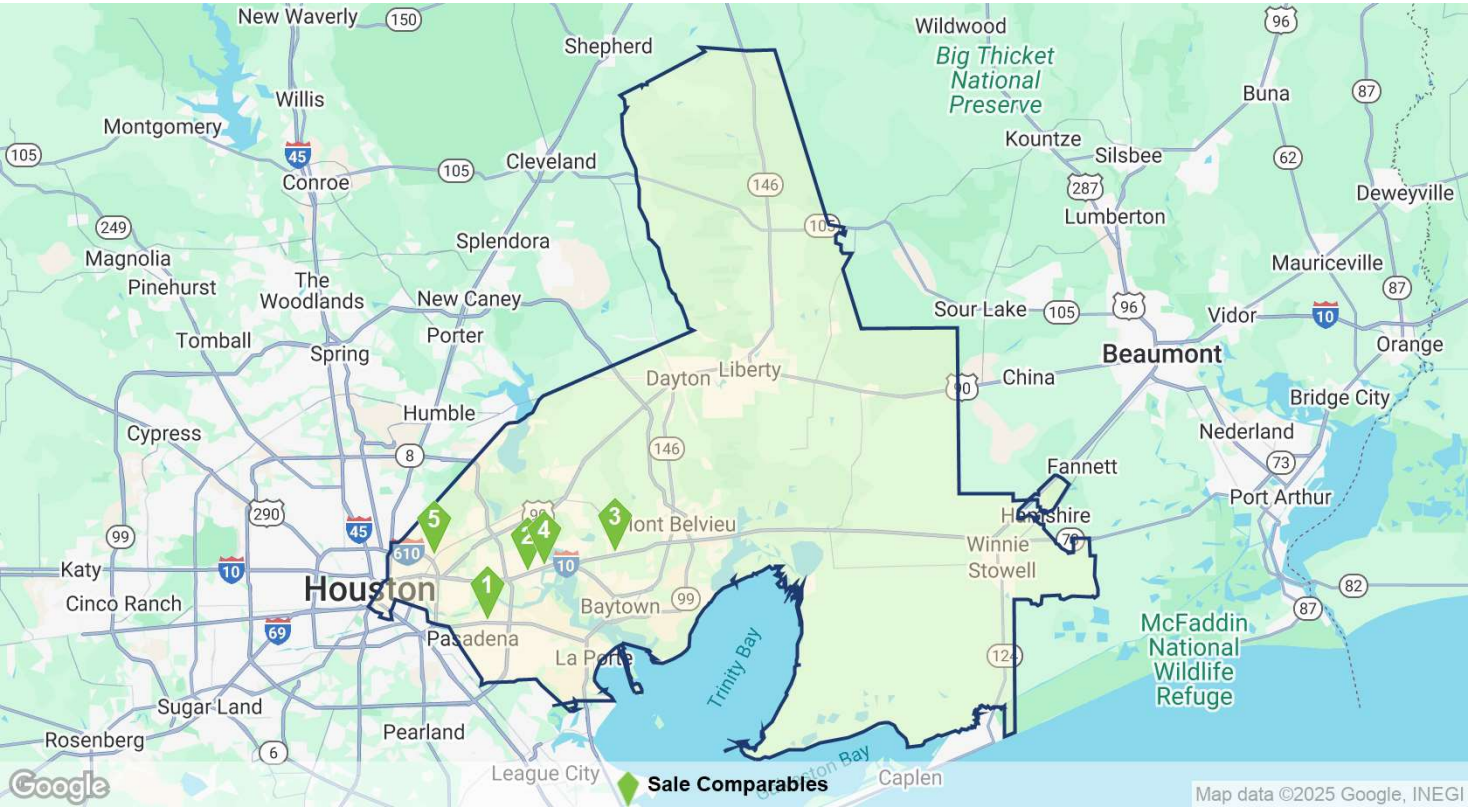 New Waverly
150
Wildwood
96
Shepherd
Big Thicket
National
Preserve
Willis
Buna
87
Montgomery
Kountze
Silsbee
105
45
105
Cleveland
62
Conroe
146
287
Deweyville
249
105
Lumberton
Splendora
Magnolia
Mauriceville
Pinehurst
The
Woodlands
New Caney
87
Sour Lake
105
96
Vidor
10
Tomball
Porter
Spring
Orange
Beaumont
Dayton
Liberty
90
China
Bridge City
Humble
Cypress
Nederland
8
146
73
Fannett
Port Arthur
290
5
90
3
Mont Belvieu
Hamshire
99
45
610
2
4
73
10
Winnie
Stowell
Katy
10
82
Houston
1
Cinco Ranch
Baytown
99
87
69
Pasadena
McFaddin
National
Wildlife
Refuge
La Porte
124
Trinity Bay
Sugar Land
Pearland
Rosenberg
6
Galveston Bay
League City
Caplen
Google
Sale Comparables
Map data ©2025 Google, INEGI